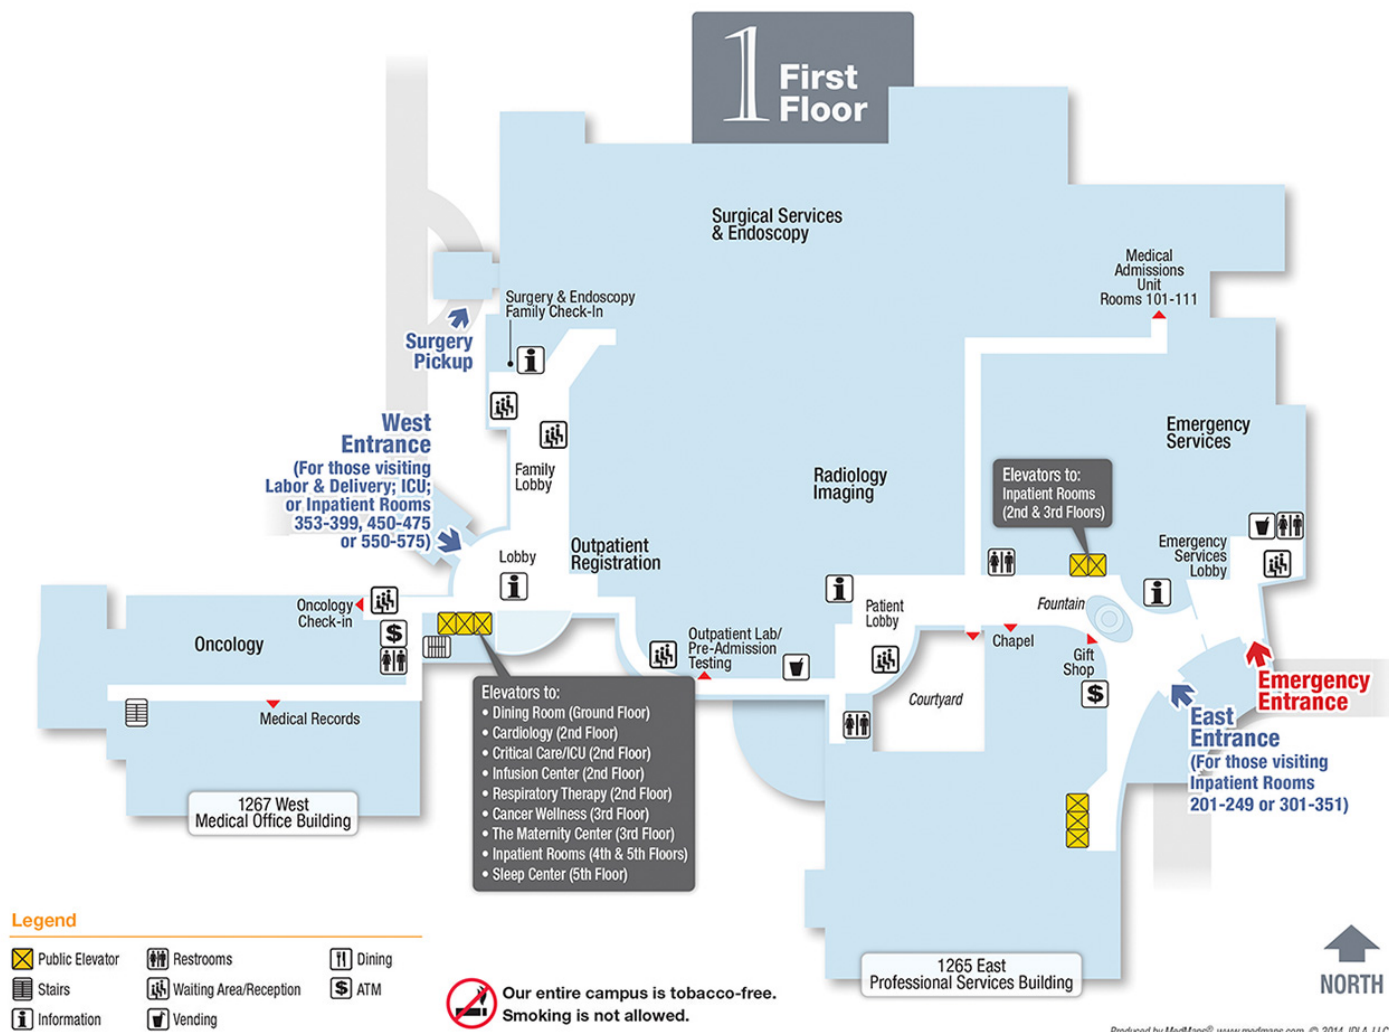 1 First
Floor
Surgical Services
& Endoscopy
Medical
Admissions
Unit
Rooms 101-111
Surgery & Endoscopy
Family Check-In
Surgery
Pickup
West
Entrance
(For those visiting
Labor & Delivery; ICU;
or Inpatient Rooms
353-399, 450-475
or 550-575)
Family
Lobby
Emergency
Services
Radiology
Imaging
Elevators to:
Inpatient Rooms
(2nd & 3rd Floors)
Lobby
Outpatient
Registration
Emergency
Services
Lobby
Oncology
Check-in
Oncology
Patient
Lobby
Fountain
Outpatient Lab/
Pre-Admission
Testing
Chapel
Gift
Shop
Courtyard
Emergency
Entrance
Medical Records
East
Entrance
(For those visiting
Inpatient Rooms
201-249 or 301-351)
Elevators to:
• Dining Room (Ground Floor)
• Cardiology (2nd Floor)
• Critical Care/ICU (2nd Floor)
• Infusion Center (2nd Floor)
• Respiratory Therapy (2nd Floor)
• Cancer Wellness (3rd Floor)
• The Maternity Center (3rd Floor)
• Inpatient Rooms (4th & 5th Floors)
• Sleep Center (5th Floor)
1267 West
Medical Office Building
1265 East
Professional Services Building
Legend
Public Elevator
Restrooms
Dining
Stairs
Waiting Area/Reception
$ ATM
Information
Vending
Our entire campus is tobacco-free.
Smoking is not allowed.
NORTH
Produced by MedMaps® www.medmaps.com © 2014